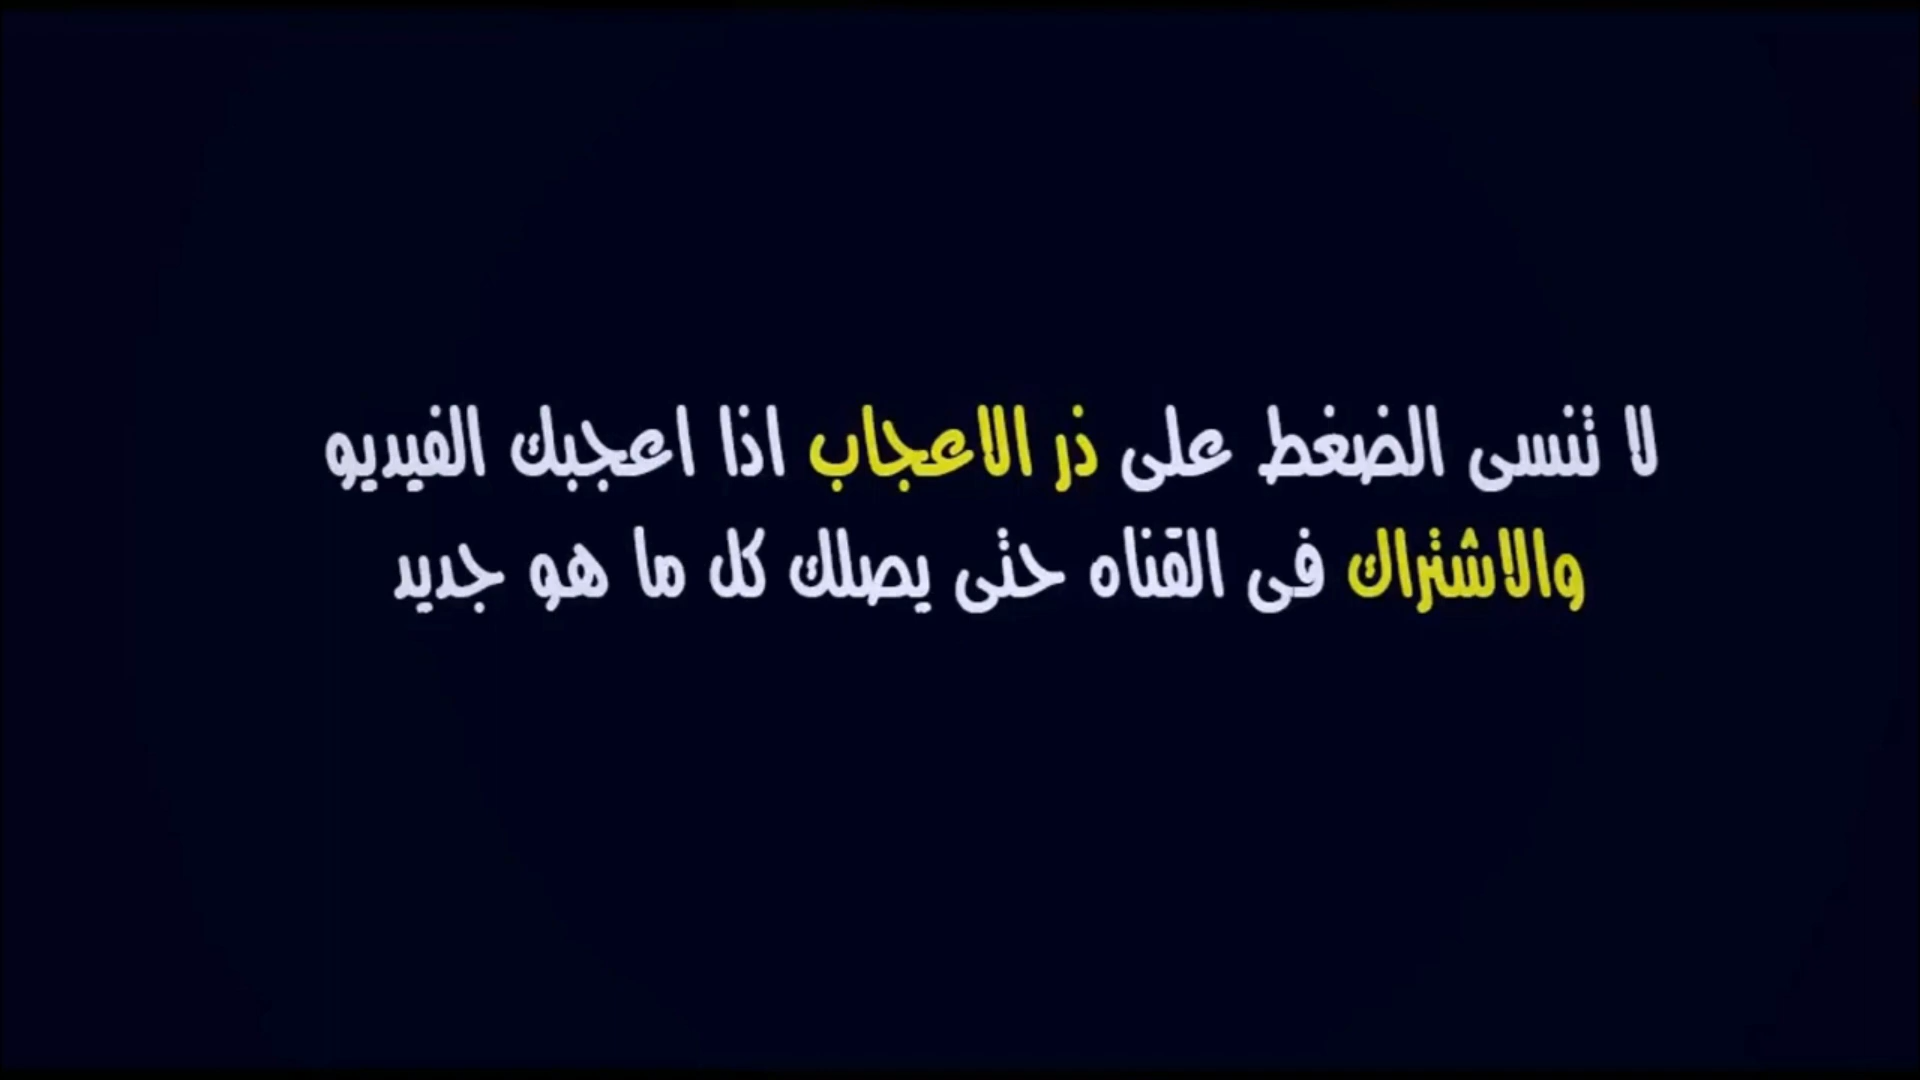 لا تنسى الضغط على ذر الاعجاب اذا اعجبك الفيديو
والاشتراك فى القناه حتى يصلك كل ما هو جديد